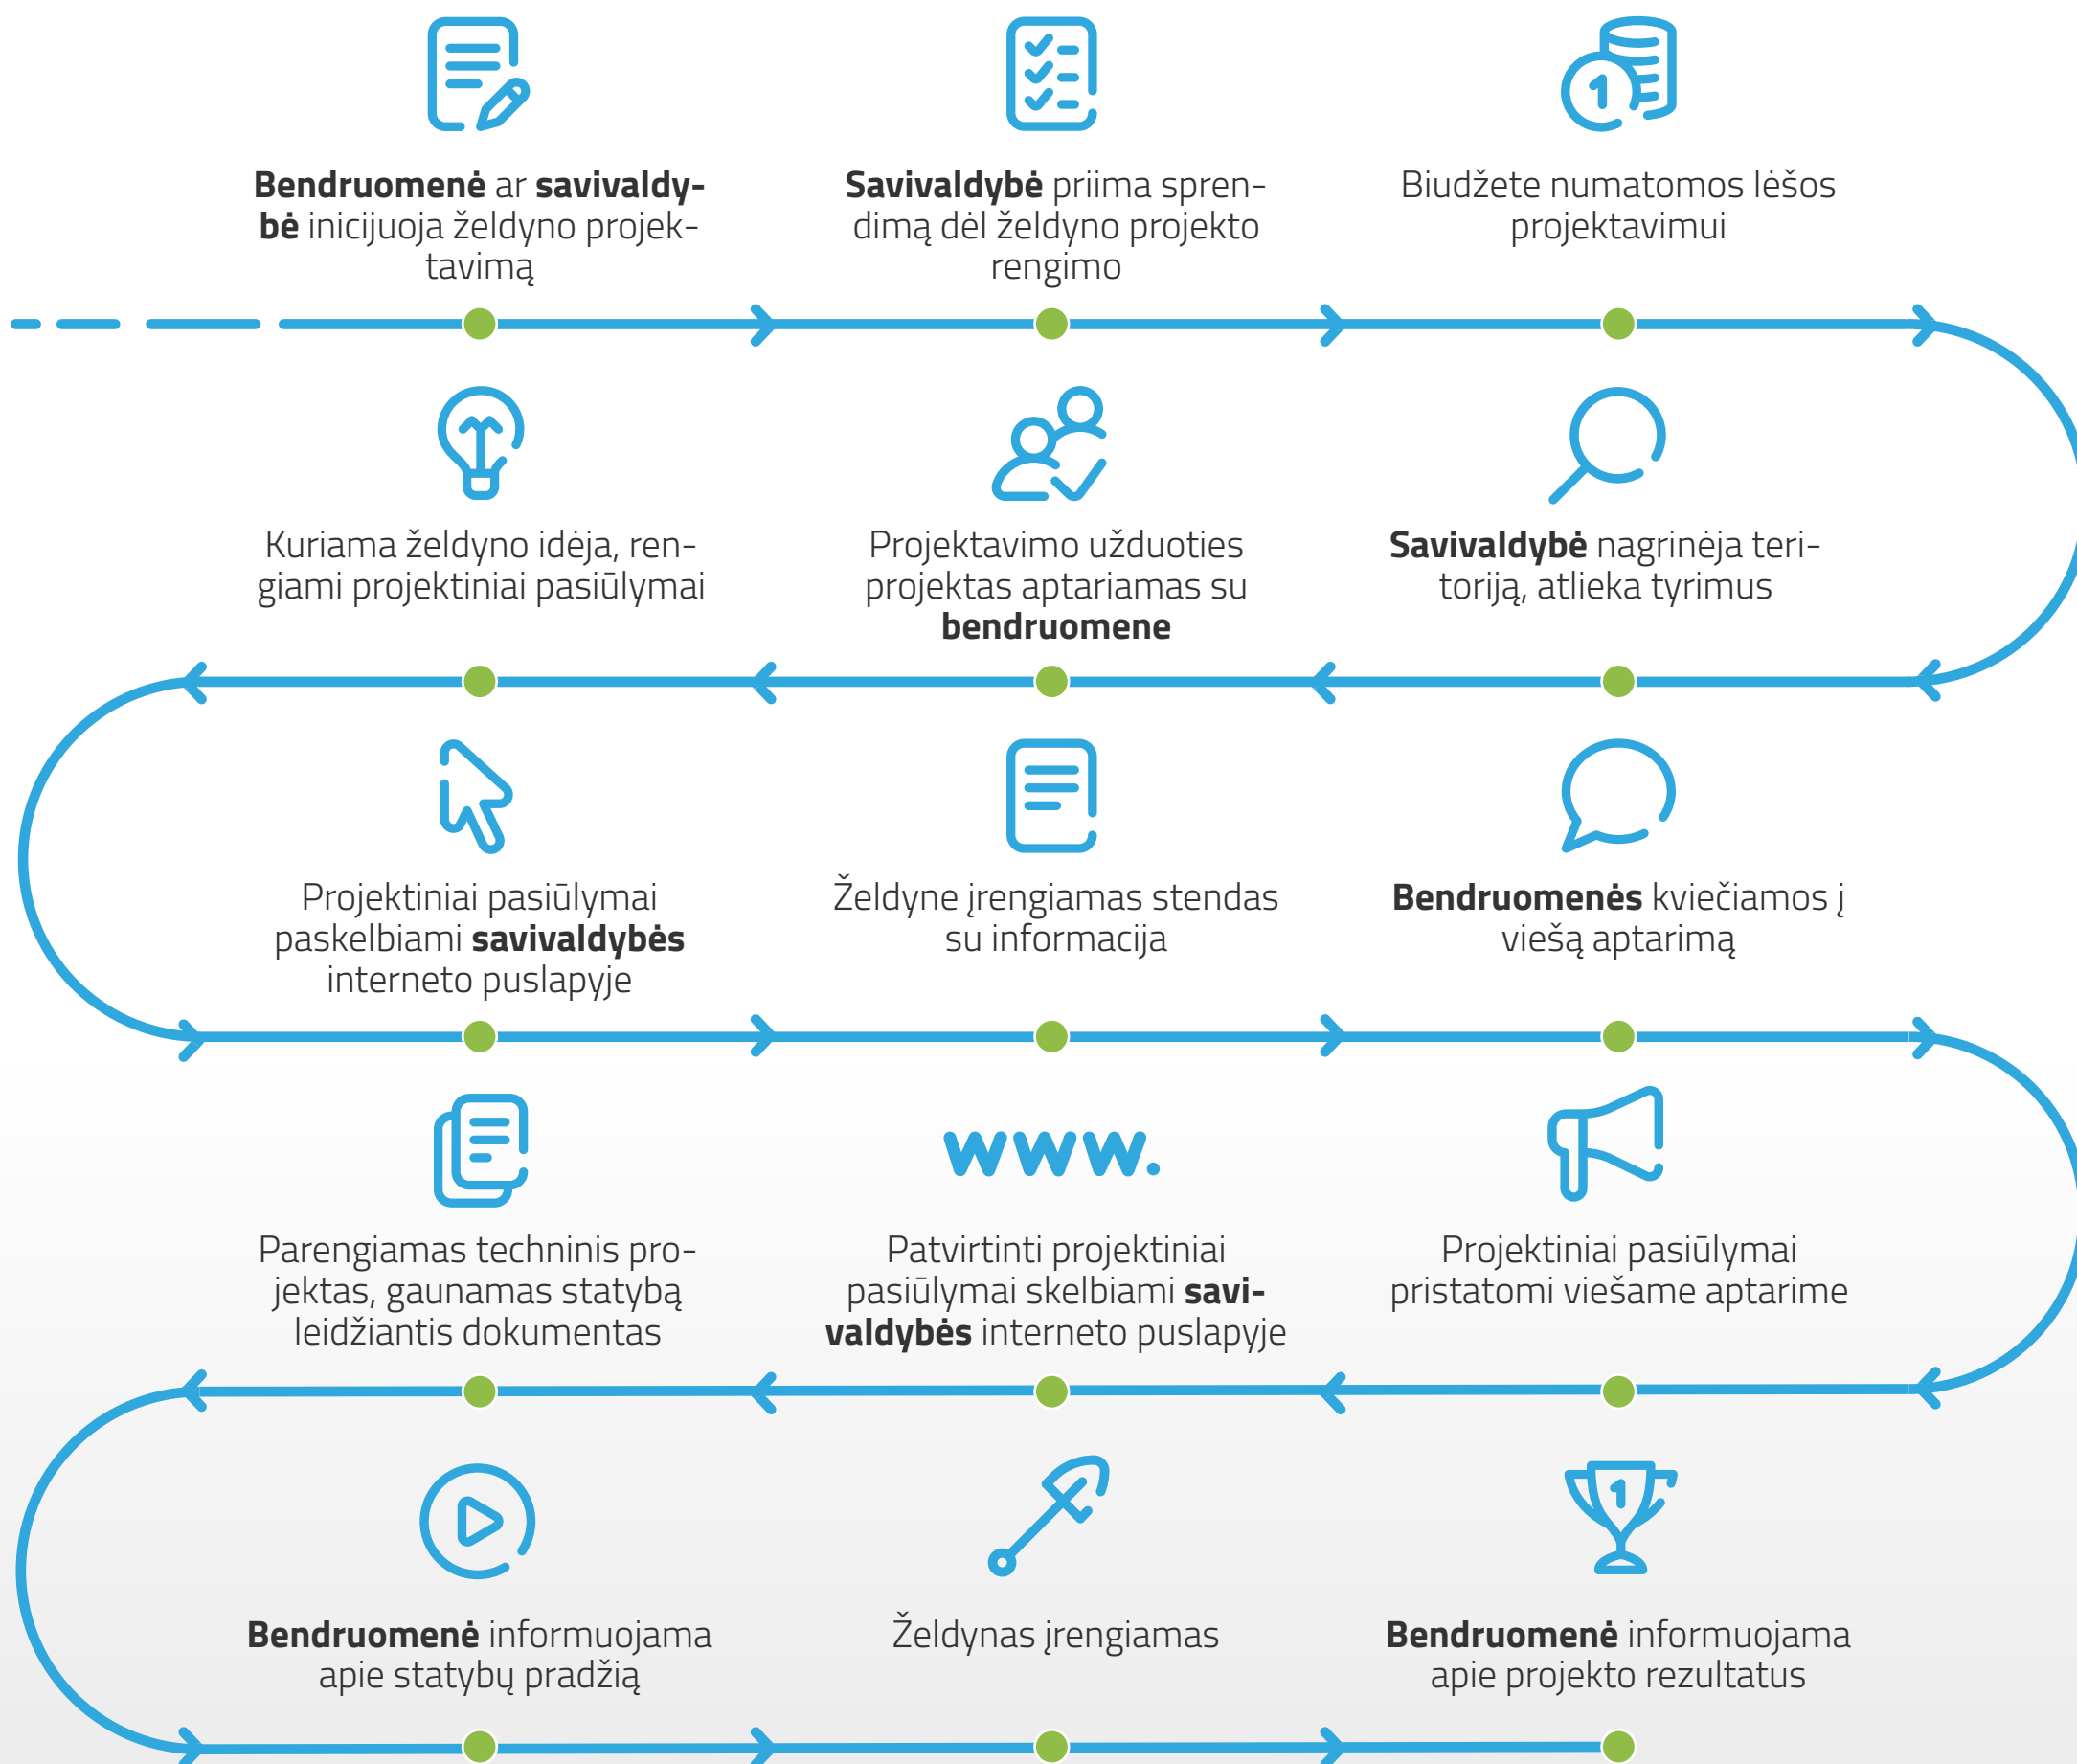 Bendruomenė ar savivaldy-
bė inicijuoja želdyno projek-
tavimą
Savivaldybė priima spren-
dimą dėl želdyno projekto
rengimo
1
Biudžete numatomos lėšos
projektavimui
Savivaldybė nagrinėja teri-
toriją, atlieka tyrimus
Projektavimo užduoties
projektas aptariamas su
bendruomene
Kuriama želdyno idėja, ren-
giami projektiniai pasiūlymai
Projektiniai pasiūlymai
paskelbiami savivaldybės
interneto puslapyje
Želdyne įrengiamas stendas
su informacija
Bendruomenės kviečiamos į
viešą aptarimą
Projektiniai pasiūlymai
pristatomi viešame aptarime
www.
Patvirtinti projektiniai
pasiūlymai skelbiami savi-
valdybės interneto puslapyje
Parengiamas techninis pro-
jektas, gaunamas statybą
leidžiantis dokumentas
Bendruomenė informuojama
apie statybų pradžią
Želdynas įrengiamas
1
Bendruomenė informuojama
apie projekto rezultatus